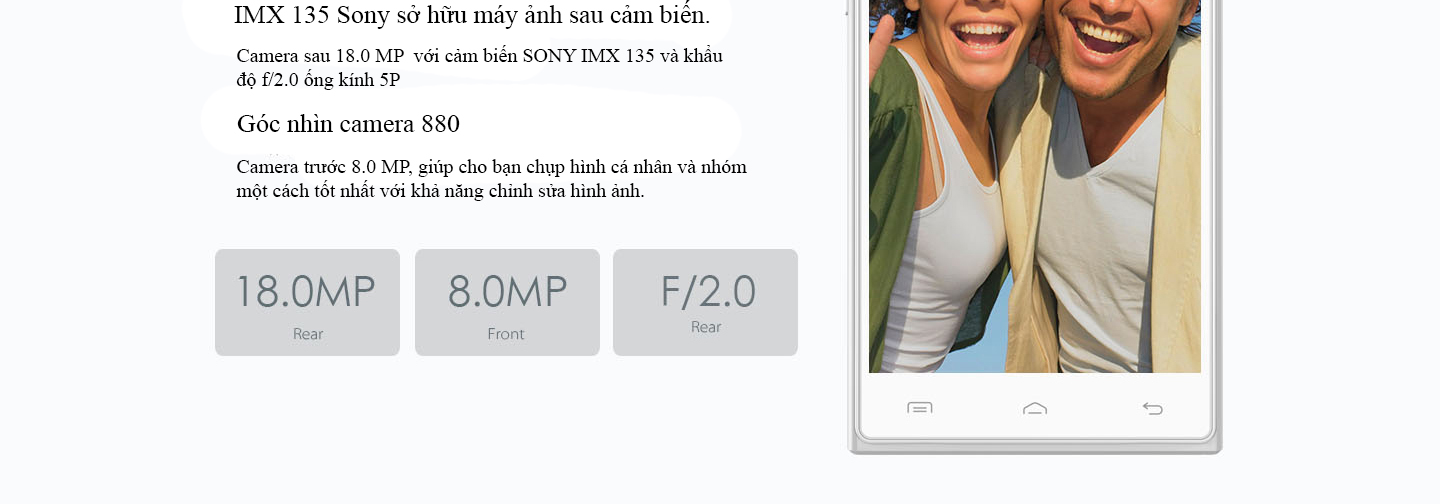 IMX 135 Sony sở hữu máy ảnh sau cảm biến.
Camera sau 18.0 MP với cảm biến SONY IMX 135 và khẩu
độ f/2.0 ống kính 5P
Góc nhìn camera 880
Camera trước 8.0 MP, giúp cho bạn chụp hình cá nhân và nhóm
một cách tốt nhất với khả năng chỉnh sửa hình ảnh.
18.0MP
Rear
8.0MP
Front
F/2.0
Rear